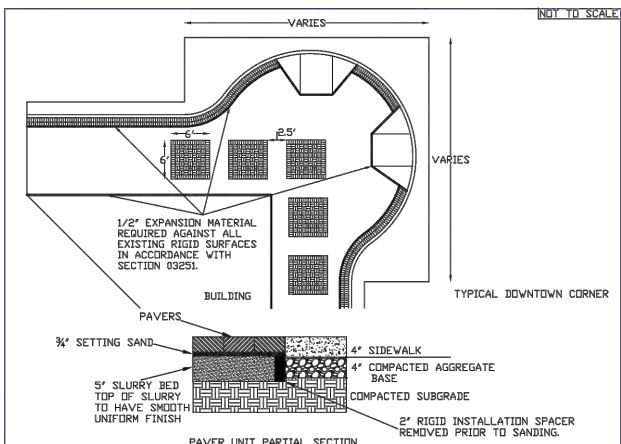 VARIES
NOT TO SCALE
6'
2.5'
6'
VARIES
1/2" EXPANSION MATERIAL
REQUIRED AGAINST ALL
EXISTING RIGID SURFACES
IN ACCORDANCE WITH
SECTION 03251.
BUILDING
TYPICAL DOWNTOWN CORNER
PAVERS
¾" SETTING SAND
4" SIDEWALK
4" COMPACTED AGGREGATE
BASE
5" SLURRY BED
TOP OF SLURRY
TO HAVE SMOOTH
UNIFORM FINISH
COMPACTED SUBGRADE
2" RIGID INSTALLATION SPACER
REMOVED PRIOR TO SANDING.
PAVER UNIT PARTIAL SECTION